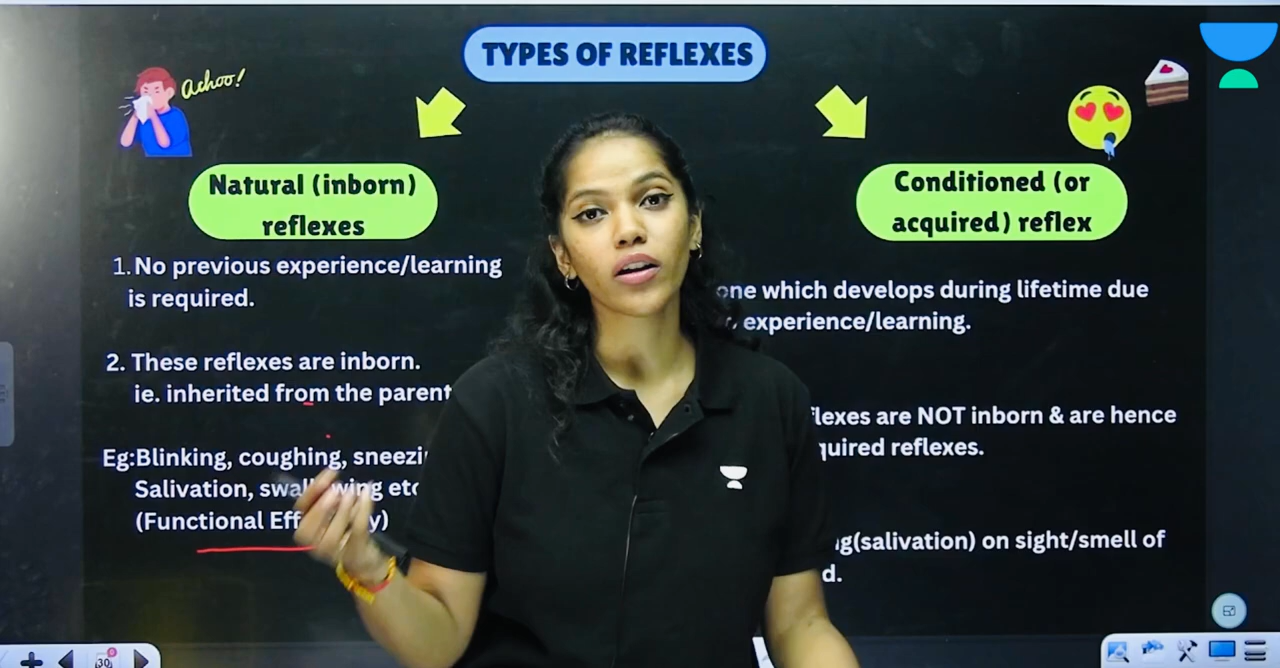 TYPES OF REFLEXES
achoo!
Natural (inborn)
reflexes
1. No previous experience/learning
is required.
2. These reflexes are inborn.
ie. inherited from the parent
Eg:Blinking, coughing,
Salivation, etc
(Functional
Conditioned (or
acquired) reflex
one which develops during lifetime due
experience/learning.
are NOT inborn & are hence
reflexes.
(salivation) on sight/smell of
30